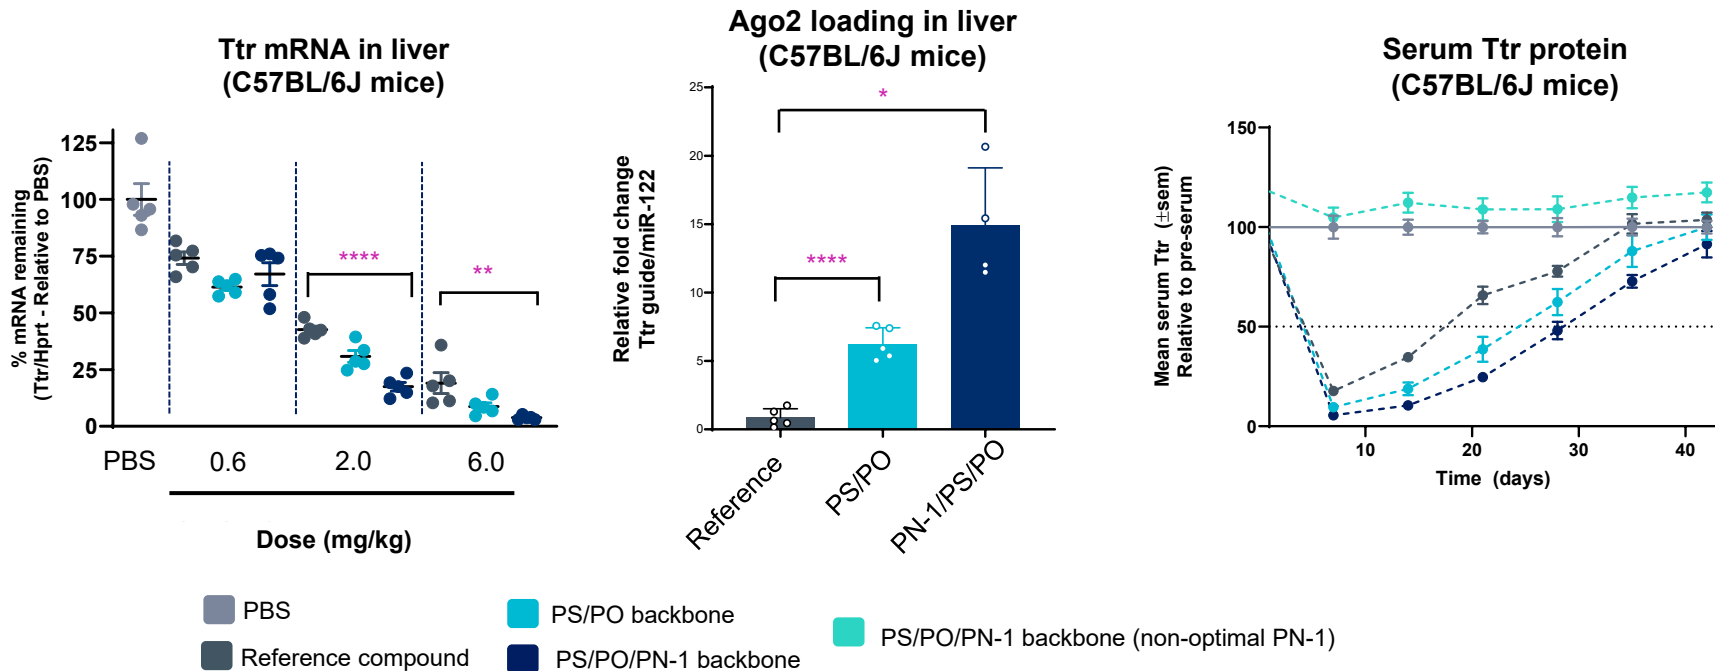 Ttr mRNA in liver
(C57BL/6J mice)
% mRNA remaining
(Ttr/Hprt - Relative to PBS)
125
100
75
50
25
0
****
**
PBS
0.6
2.0
6.0
Dose (mg/kg)
Ago2 loading in liver
(C57BL/6J mice)
Relative fold change
Ttr guide/miR-122
25
20
15
10
5
0
*
****
Reference
PS/PO
PN-1/PS/PO
Serum Ttr protein
(C57BL/6J mice)
Mean serum Ttr (±sem)
Relative to pre-serum
150
100
50
0
10
20
30
40
Time (days)
PBS
Reference compound
PS/PO backbone
PS/PO/PN-1 backbone
PS/PO/PN-1 backbone (non-optimal PN-1)